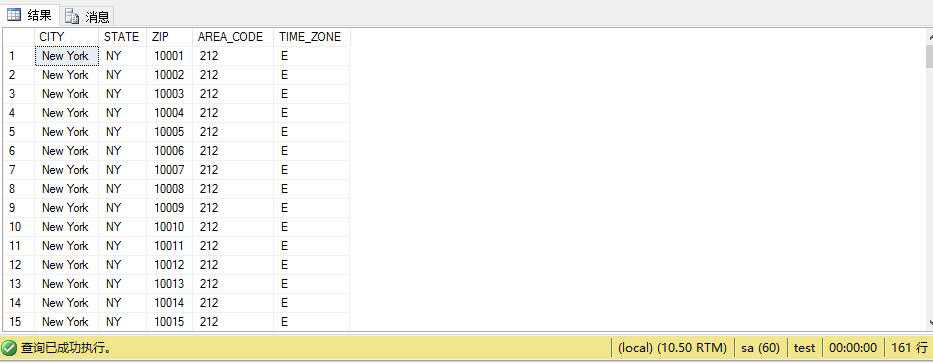 结果 消息
CITY STATE ZIP AREA_CODE TIME_ZONE
1 New York NY 10001 212 E
2 New York NY 10002 212 E
3 New York NY 10003 212 E
4 New York NY 10004 212 E
5 New York NY 10005 212 E
6 New York NY 10006 212 E
7 New York NY 10007 212 E
8 New York NY 10008 212 E
9 New York NY 10009 212 E
10 New York NY 10010 212 E
11 New York NY 10011 212 E
12 New York NY 10012 212 E
13 New York NY 10013 212 E
14 New York NY 10014 212 E
15 New York NY 10015 212 E
查询已成功执行。 (local) (10.50 RTM) sa (60) test 00:00:00 161 行